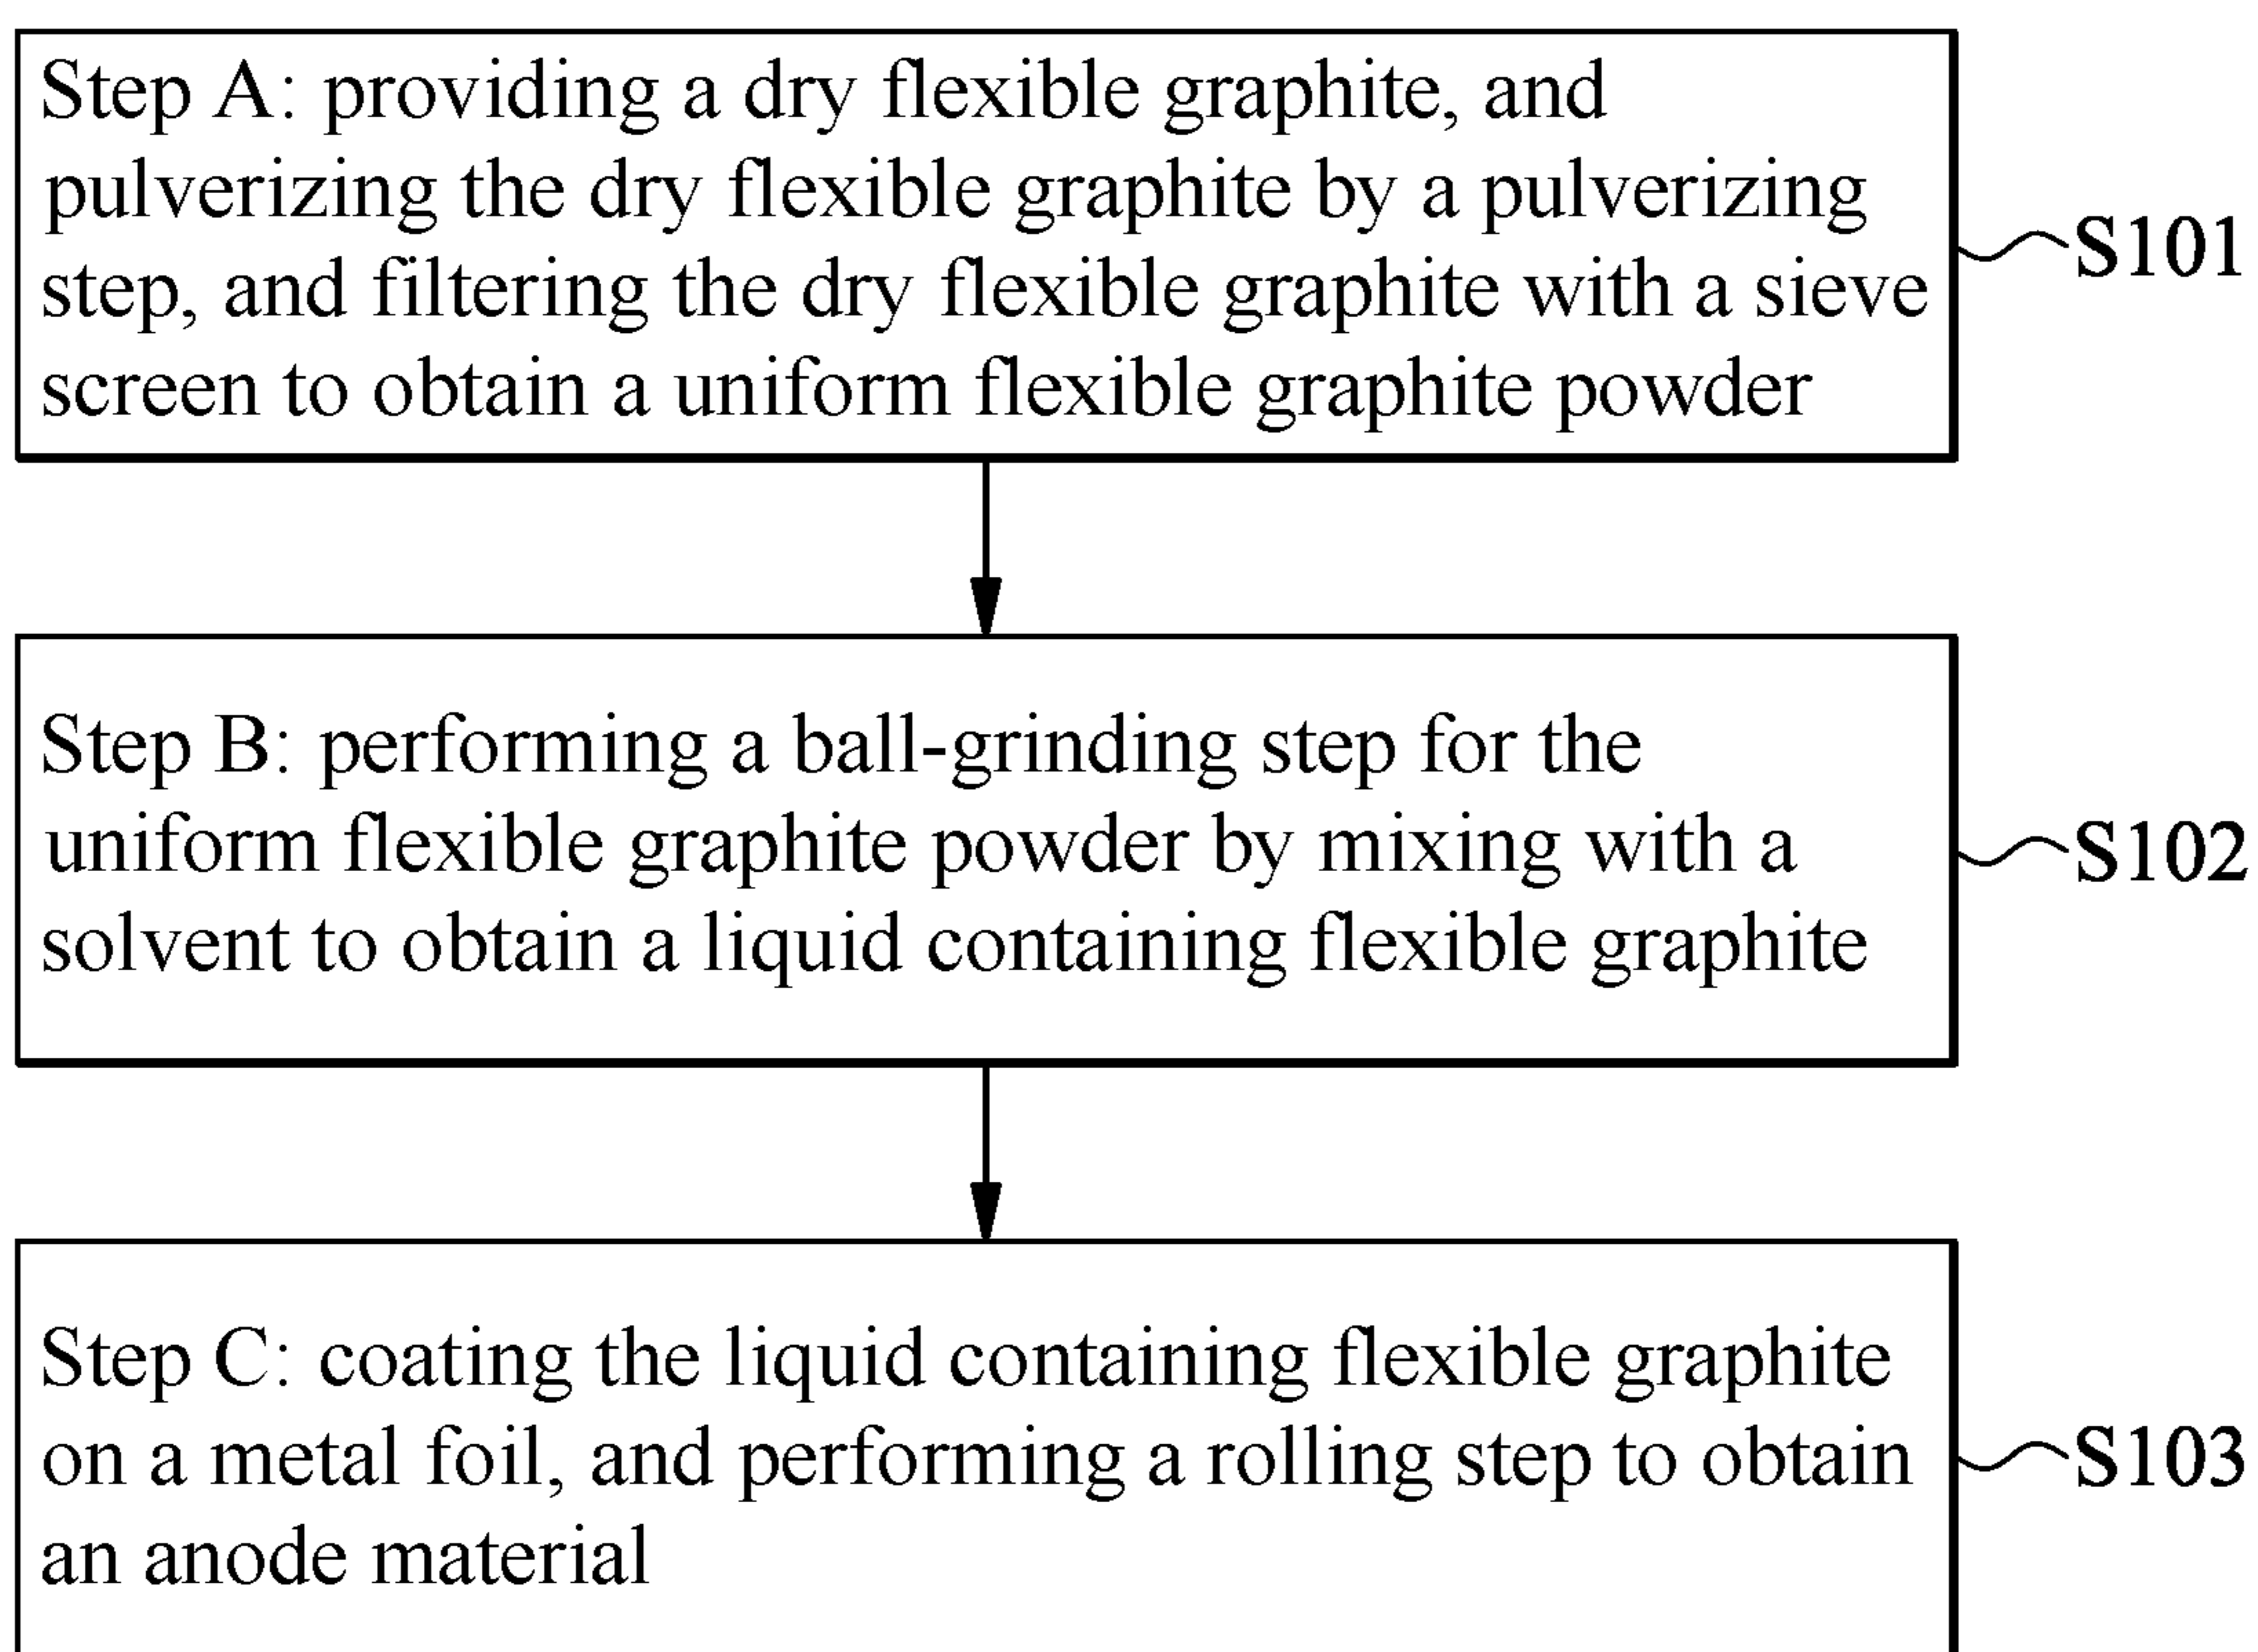 Step A: providing a dry flexible graphite, and
pulverizing the dry flexible graphite by a pulverizing
step, and filtering the dry flexible graphite with a sieve
screen to obtain a uniform flexible graphite powder
S101
Step B: performing a ball-grinding step for the
uniform flexible graphite powder by mixing with a
solvent to obtain a liquid containing flexible graphite
S102
Step C: coating the liquid containing flexible graphite
on a metal foil, and performing a rolling step to obtain
an anode material
S103